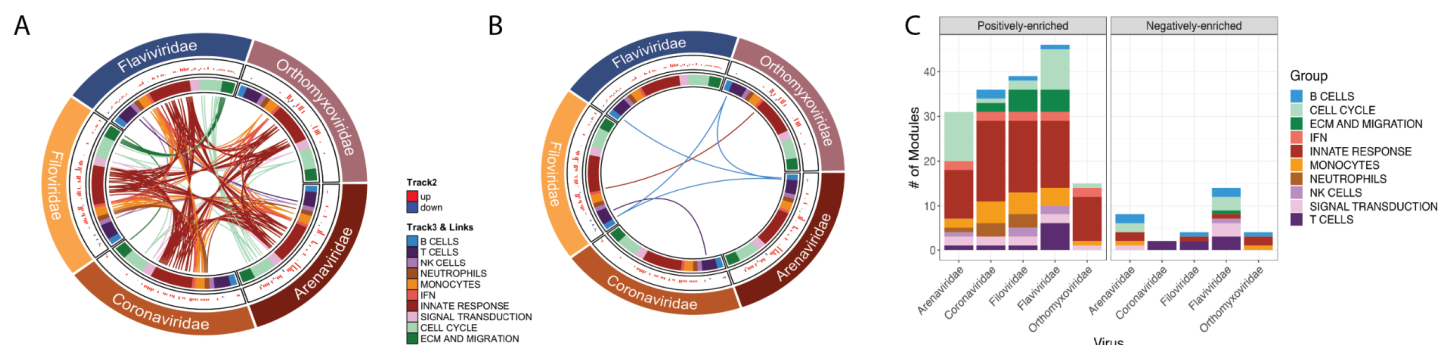 A
Flaviviridae
Orthomyxoviridae
Arenaviridae
Coronaviridae
Filoviridae
Track2
up
down
Track3 & Links
B CELLS
T CELLS
NK CELLS
NEUTROPHILS
MONOCYTES
IFN
INNATE RESPONSE
SIGNAL TRANSDUCTION
CELL CYCLE
ECM AND MIGRATION
B
Flaviviridae
Orthomyxoviridae
Arenaviridae
Coronaviridae
Filoviridae
C
Positively-enriched
Negatively-enriched
# of Modules
40
30
20
10
0
Arenaviridae
Coronaviridae
Filoviridae
Flaviviridae
Orthomyxoviridae
Arenaviridae
Coronaviridae
Filoviridae
Flaviviridae
Orthomyxoviridae
Virus
Group
B CELLS
CELL CYCLE
ECM AND MIGRATION
IFN
INNATE RESPONSE
MONOCYTES
NEUTROPHILS
NK CELLS
SIGNAL TRANSDUCTION
T CELLS